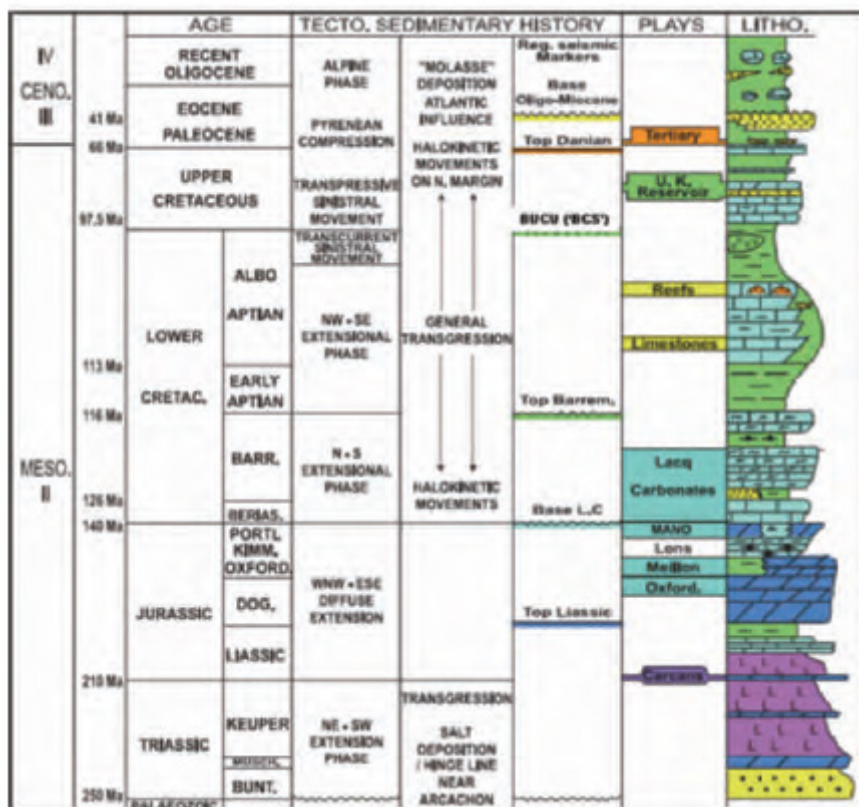 AGE
TECTO. SEDIMENTARY HISTORY
PLAYS
LITHO.
IV
CENO.
III
MESO.
II
41 Ma
66 Ma
97.5 Ma
113 Ma
116 Ma
126 Ma
140 Ma
210 Ma
250 Ma
RECENT
OLIGOCENE
EOCENE
PALEOCENE
UPPER
CRETACEOUS
LOWER
CRETAC.
ALBO
APTIAN
EARLY
APTIAN
BARR.
BERIAS.
JURASSIC
PORTL
KIMM.
OXFORD.
DOG.
LIASSIC
TRIASSIC
KEUPER
MUSCH.
BUNT.
PALAEOZOIC
ALPINE
PHASE
PYRENEAN
COMPRESSION
TRANSPRESSIVE
SINISTRAL
MOVEMENT
TRANSCURRENT
SINISTRAL
MOVEMENT
NW - SE
EXTENSIONAL
PHASE
N - S
EXTENSIONAL
PHASE
WNW - ESE
DIFFUSE
EXTENSION
NE - SW
EXTENSION
PHASE
"MOLASSE"
DEPOSITION
ATLANTIC
INFLUENCE
HALOKINETIC
MOVEMENTS
ON N. MARGIN
GENERAL
TRANSGRESSION
HALOKINETIC
MOVEMENTS
TRANSGRESSION
SALT
DEPOSITION
/ HINGE LINE
NEAR
ARCACHON
Reg. seismic
Markers
Base
Oligo-Miocene
Top Danian
BUCU ('BCS')
Top Barrem.
Base L.C
Top Liassic
Tertiary
U. K.
Reservoir
Reefs
Limestones
Lacq
Carbonates
MANO
Lons
Meillon
Oxford.
Carcans